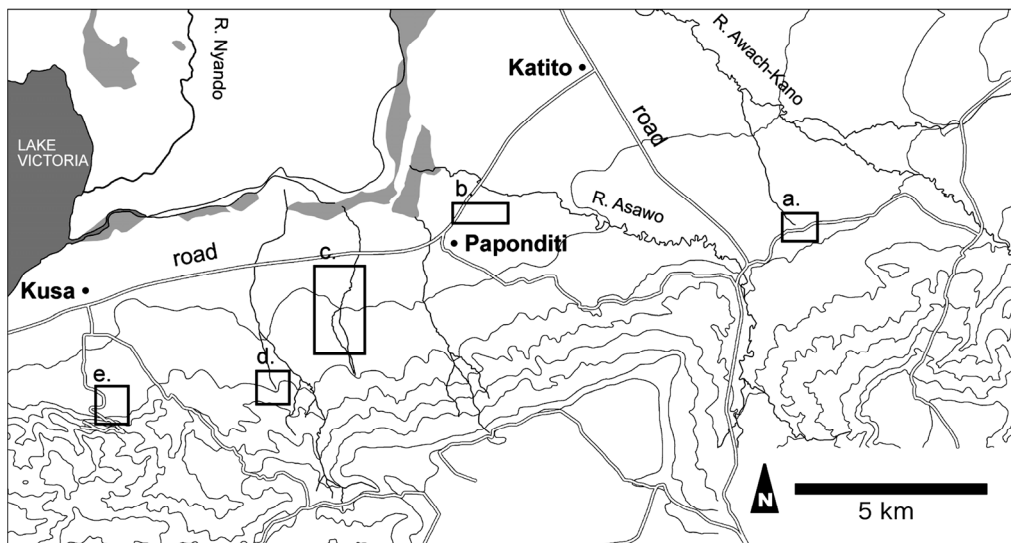 R. Nyando
Katito
R. Awach-Kano
road
LAKE
VICTORIA
b.
a.
R. Asawo
Paponditi
road
c.
Kusa
d.
e.
N
5 km